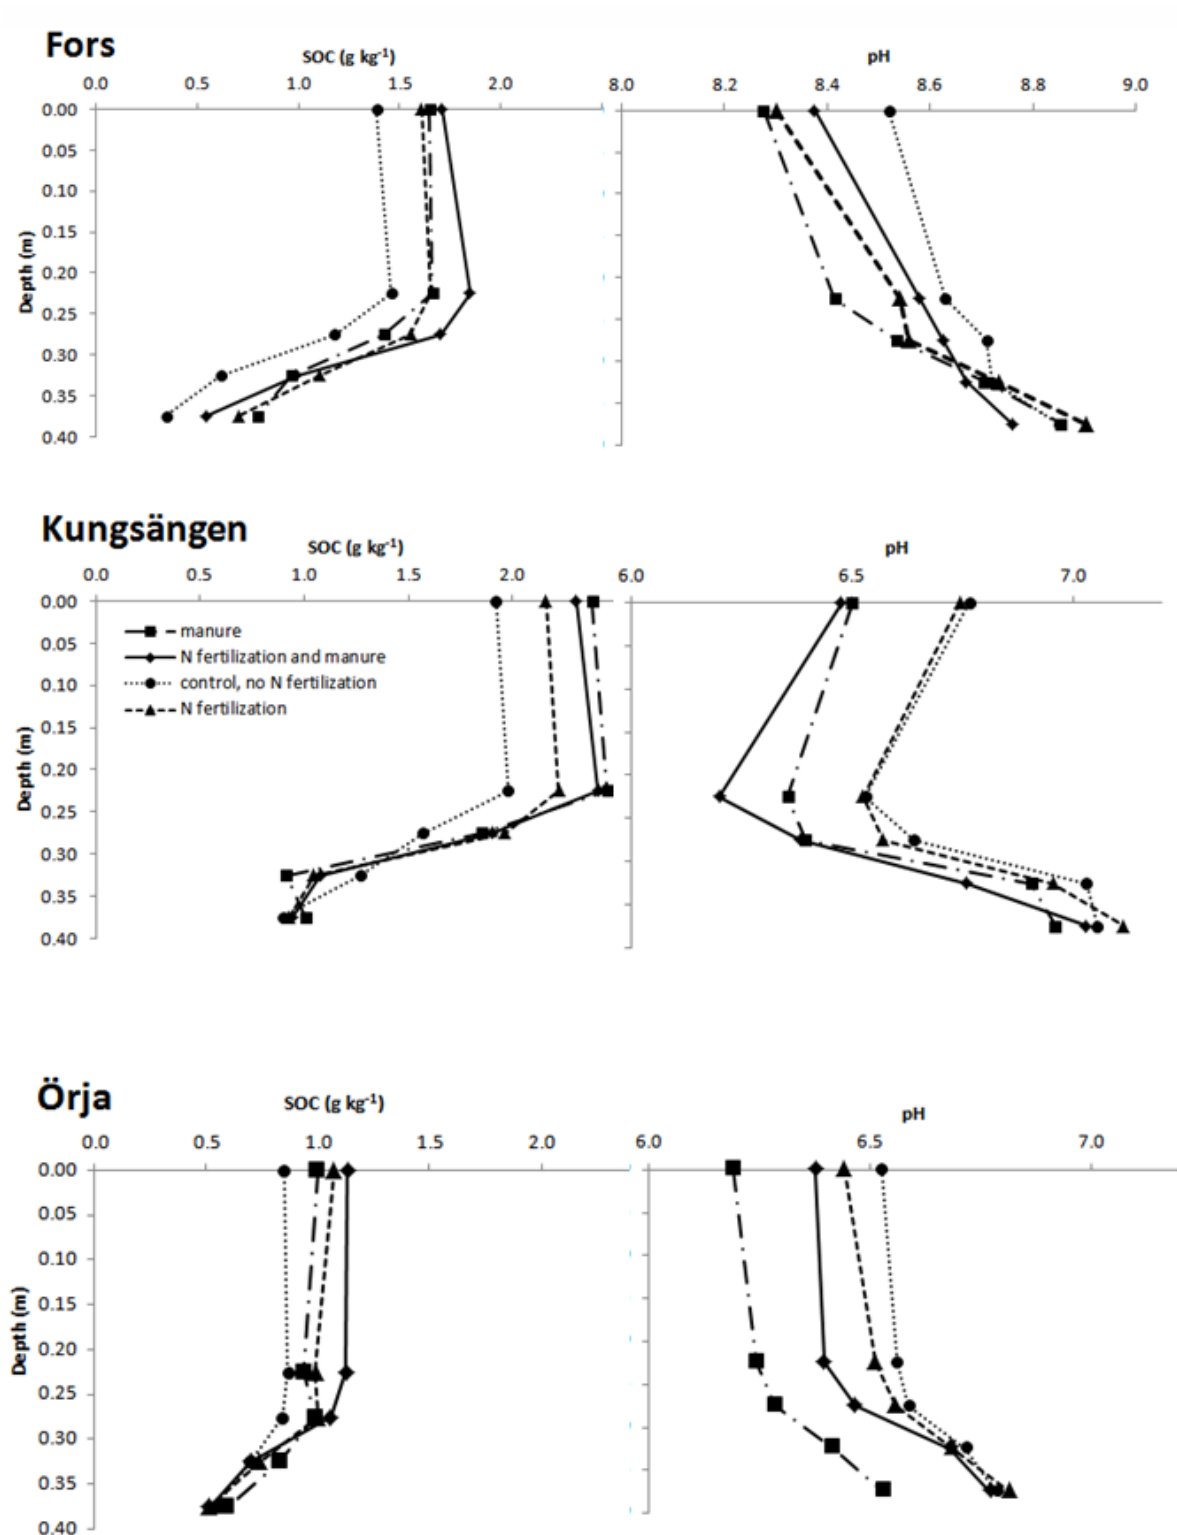 Fors
SOC (g kg⁻¹) pH
0.0 0.5 1.0 1.5 2.0 8.0 8.2 8.4 8.6 8.8 9.0
0.00
0.05
0.10
0.15
0.20
0.25
0.30
0.35
0.40
Depth (m)
Kungsängen
SOC (g kg⁻¹) pH
0.0 0.5 1.0 1.5 2.0 6.0 6.5 7.0
0.00
0.05
0.10
0.15
0.20
0.25
0.30
0.35
0.40
Depth (m)
manure
N fertilization and manure
control, no N fertilization
N fertilization
Örja
SOC (g kg⁻¹) pH
0.0 0.5 1.0 1.5 2.0 6.0 6.5 7.0
0.00
0.05
0.10
0.15
0.20
0.25
0.30
0.35
0.40
Depth (m)